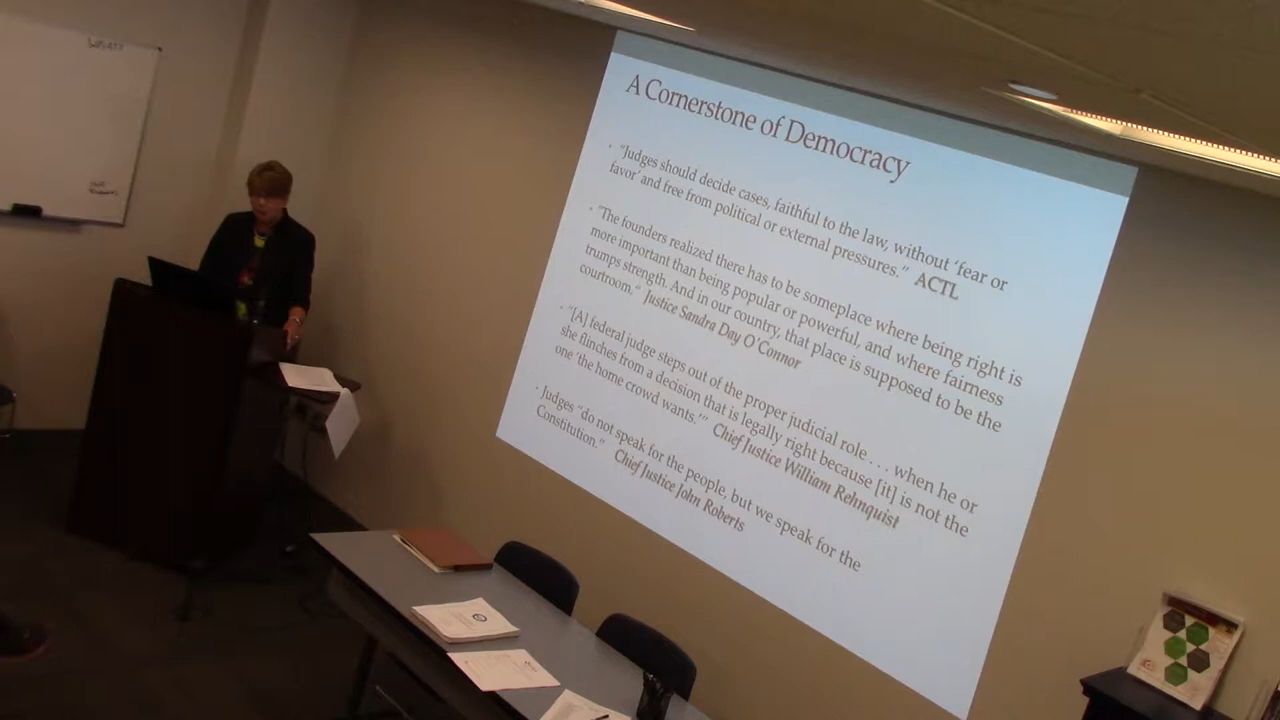 A Cornerstone of Democracy
"Judges should decide cases, faithful to the law, without 'fear or
favor' and free from political or external pressures." ACTL
"The founders realized there has to be someplace where being right is
more important than being popular or powerful, and where fairness
trumps strength. And in our country, that place is supposed to be the
courtroom." Justice Sandra Day O'Connor
"[A] federal judge steps out of the proper judicial role . . . when he or
she flinches from a decision that is legally right because [it] is not the
one 'the home crowd wants.'" Chief Justice William Rehnquist
Judges "do not speak for the people, but we speak for the
Constitution." Chief Justice John Roberts